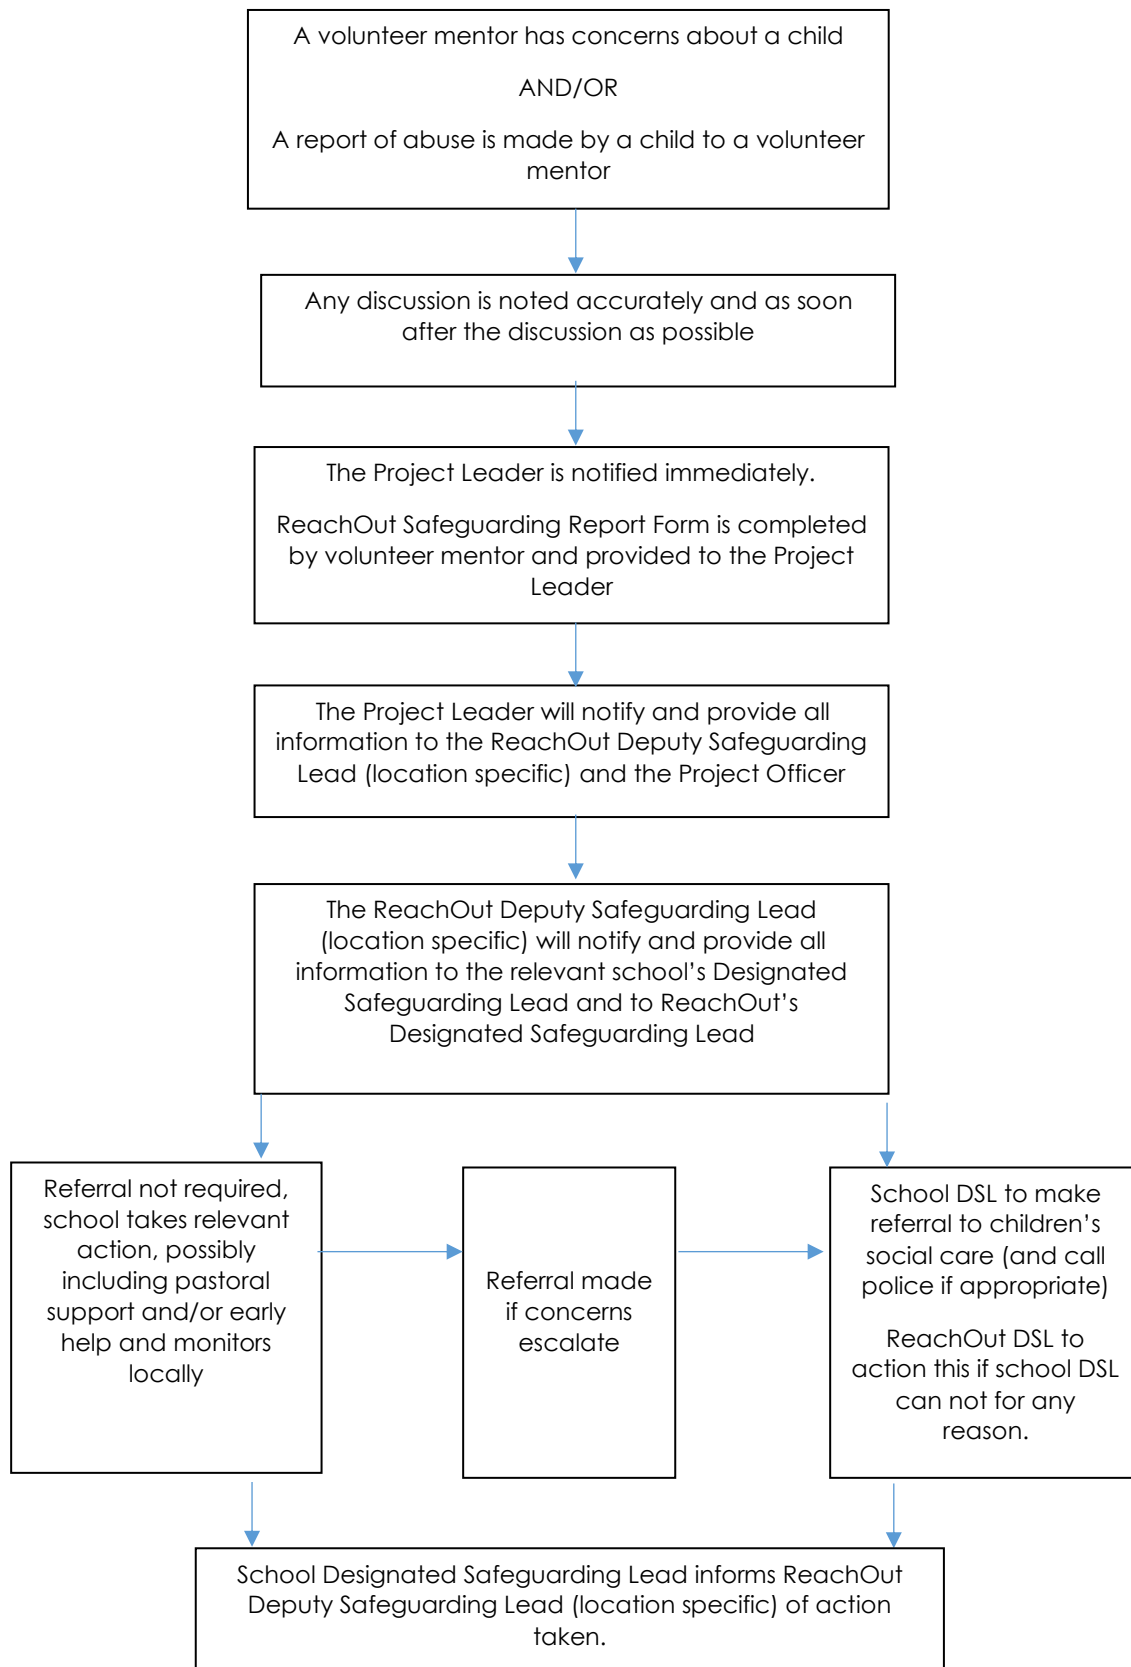 A volunteer mentor has concerns about a child
AND/OR
A report of abuse is made by a child to a volunteer
mentor
Any discussion is noted accurately and as soon
after the discussion as possible
The Project Leader is notified immediately.
ReachOut Safeguarding Report Form is completed
by volunteer mentor and provided to the Project
Leader
The Project Leader will notify and provide all
information to the ReachOut Deputy Safeguarding
Lead (location specific) and the Project Officer
The ReachOut Deputy Safeguarding Lead
(location specific) will notify and provide all
information to the relevant school’s Designated
Safeguarding Lead and to ReachOut’s
Designated Safeguarding Lead
Referral not required,
school takes relevant
action, possibly
including pastoral
support and/or early
help and monitors
locally
Referral made
if concerns
escalate
School DSL to make
referral to children’s
social care (and call
police if appropriate)
ReachOut DSL to
action this if school DSL
can not for any
reason.
School Designated Safeguarding Lead informs ReachOut
Deputy Safeguarding Lead (location specific) of action
taken.